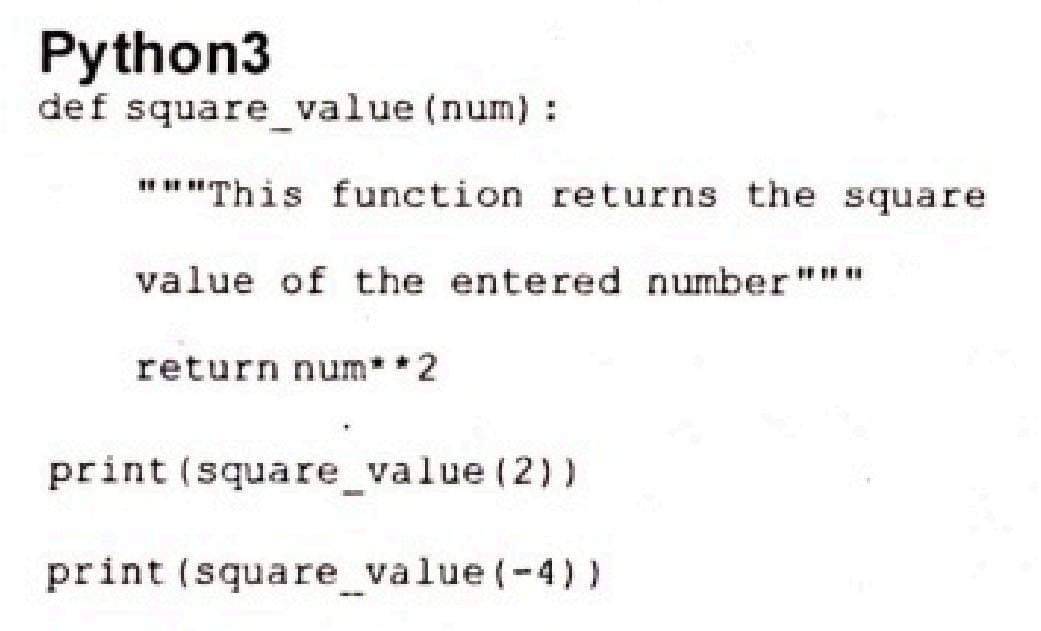 Python3
def square_value(num):
    """This function returns the square
    value of the entered number"""
    return num**2
print(square_value(2))
print(square_value(-4))